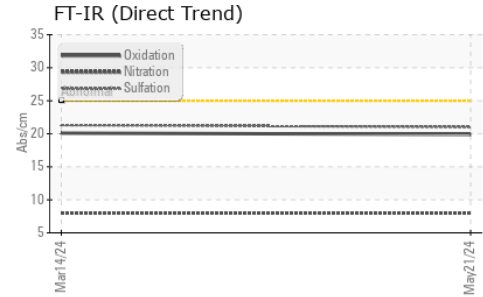 FT-IR (Direct Trend)
35
30
25
20
15
10
5
Abs/cm
Oxidation
Nitration
Sulfation
Abnormal
Mar14/24
May21/24